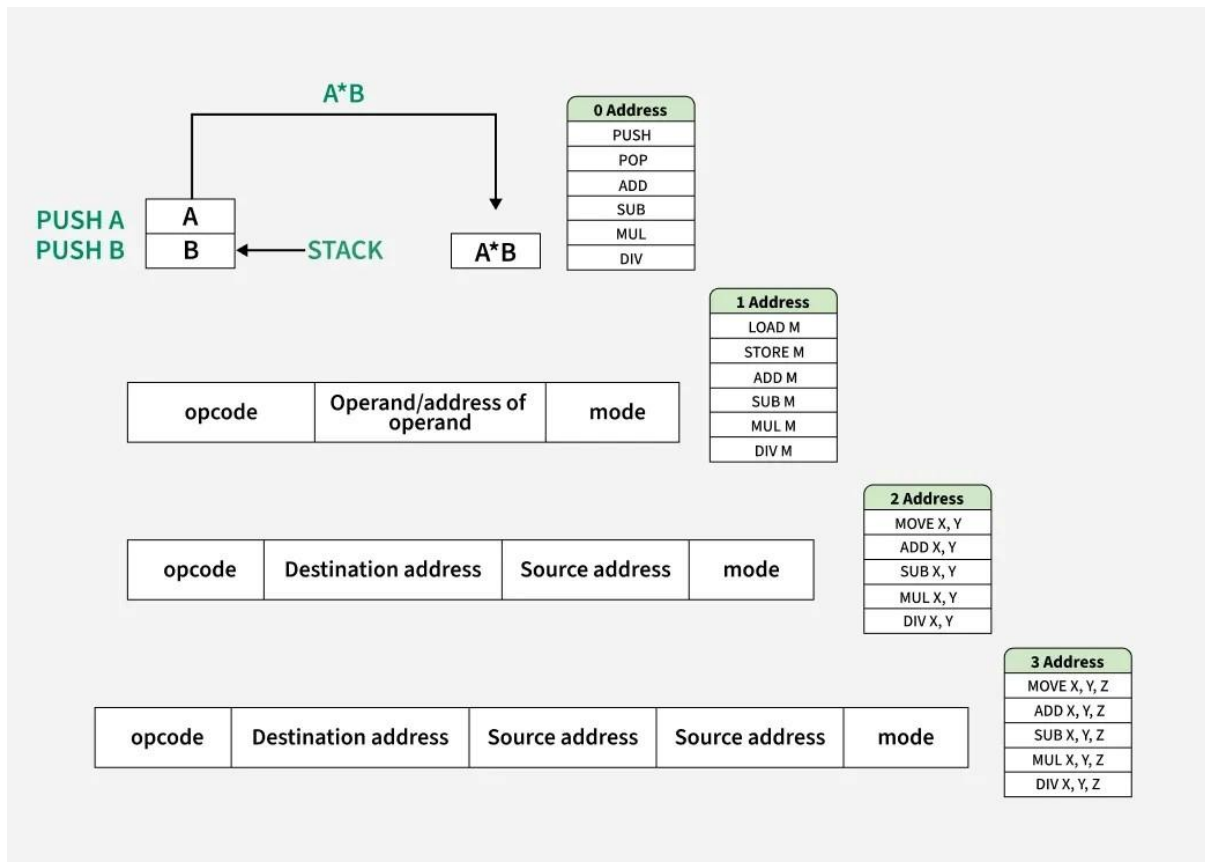 A*B
PUSH A
PUSH B
A
B
STACK
A*B
0 Address
PUSH
POP
ADD
SUB
MUL
DIV
opcode
Operand/address of
operand
mode
1 Address
LOAD M
STORE M
ADD M
SUB M
MUL M
DIV M
opcode
Destination address
Source address
mode
2 Address
MOVE X, Y
ADD X, Y
SUB X, Y
MUL X, Y
DIV X, Y
opcode
Destination address
Source address
Source address
mode
3 Address
MOVE X, Y, Z
ADD X, Y, Z
SUB X, Y, Z
MUL X, Y, Z
DIV X, Y, Z